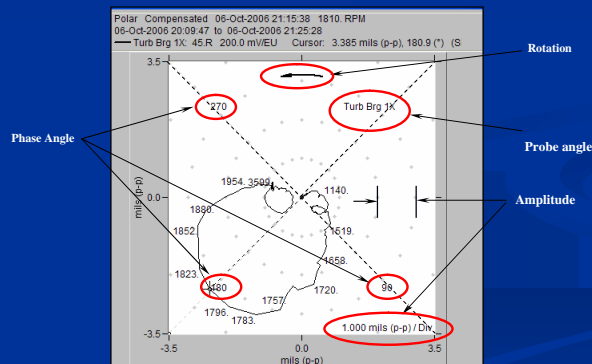 Polar Compensated 06-Oct-2006 21:15:38 1810. RPM
06-Oct-2006 20:09:47 to 06-Oct-2006 21:25:28
Turb Brg 1X: 45.R 200.0 mV/EU Cursor: 3.385 mils (p-p), 180.9 (°) (S
Rotation
3.5
270
Turb Brg 1X
Phase Angle
Probe angle
1954. 3599.
1140.
0.0
mils (p-p)
Amplitude
1880.
1852.
1519.
1658.
1823.
180
1720.
90
1757.
1796.
1783.
1.000 mils (p-p) / Div
-3.5
-3.5
0.0
3.5
mils (p-p)